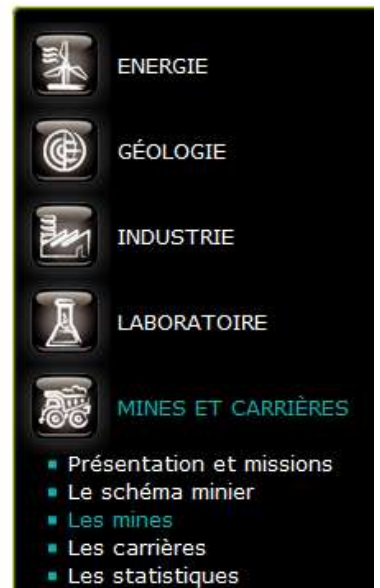 ENERGIE
GÉOLOGIE
INDUSTRIE
LABORATOIRE
MINES ET CARRIÈRES
Présentation et missions
Le schéma minier
Les mines
Les carrières
Les statistiques